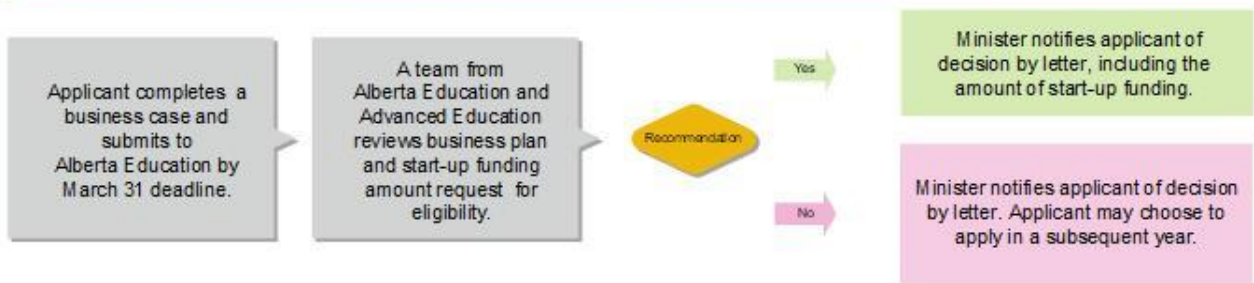 Applicant completes a
business case and
submits to
Alberta Education by
March 31 deadline.
A team from
Alberta Education and
Advanced Education
reviews business plan
and start-up funding
amount request for
eligibility.
Recommendation
Yes
Minister notifies applicant of
decision by letter, including the
amount of start-up funding.
No
Minister notifies applicant of decision
by letter. Applicant may choose to
apply in a subsequent year.